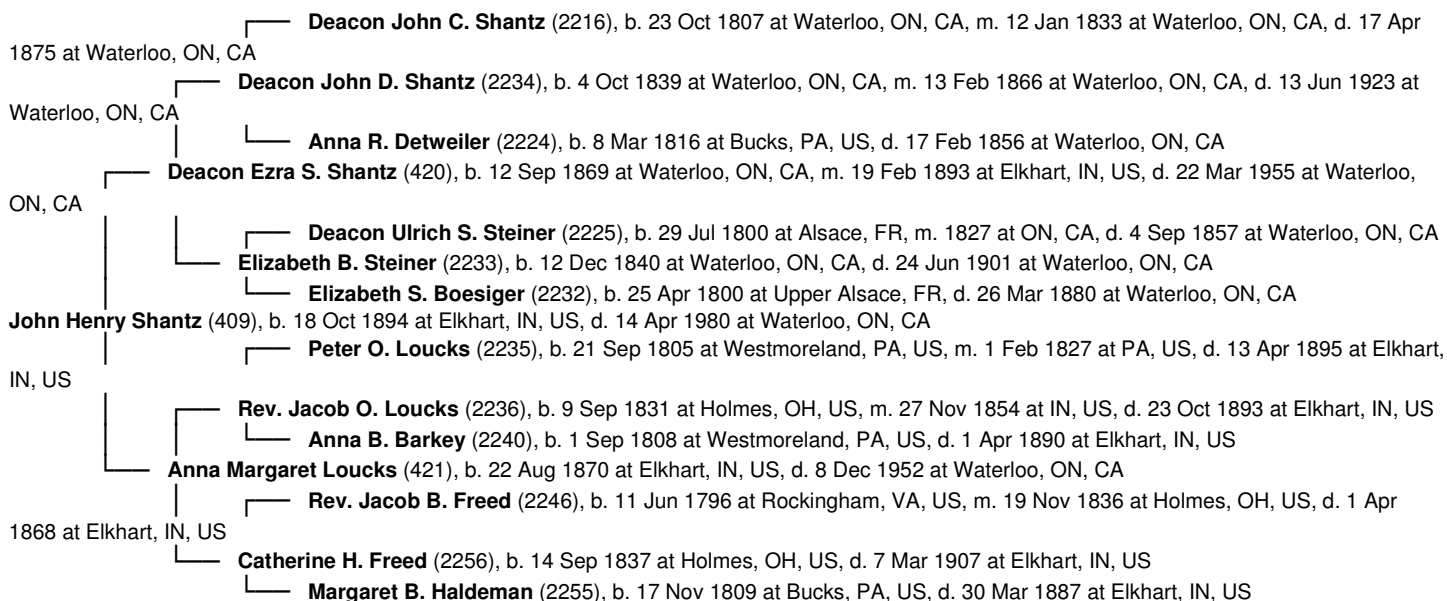 Deacon John C. Shantz (2216), b. 23 Oct 1807 at Waterloo, ON, CA, m. 12 Jan 1833 at Waterloo, ON, CA, d. 17 Apr
1875 at Waterloo, ON, CA
Deacon John D. Shantz (2234), b. 4 Oct 1839 at Waterloo, ON, CA, m. 13 Feb 1866 at Waterloo, ON, CA, d. 13 Jun 1923 at
Waterloo, ON, CA
Anna R. Detweiler (2224), b. 8 Mar 1816 at Bucks, PA, US, d. 17 Feb 1856 at Waterloo, ON, CA
Deacon Ezra S. Shantz (420), b. 12 Sep 1869 at Waterloo, ON, CA, m. 19 Feb 1893 at Elkhart, IN, US, d. 22 Mar 1955 at Waterloo,
ON, CA
Deacon Ulrich S. Steiner (2225), b. 29 Jul 1800 at Alsace, FR, m. 1827 at ON, CA, d. 4 Sep 1857 at Waterloo, ON, CA
Elizabeth B. Steiner (2233), b. 12 Dec 1840 at Waterloo, ON, CA, d. 24 Jun 1901 at Waterloo, ON, CA
Elizabeth S. Boesiger (2232), b. 25 Apr 1800 at Upper Alsace, FR, d. 26 Mar 1880 at Waterloo, ON, CA
John Henry Shantz (409), b. 18 Oct 1894 at Elkhart, IN, US, d. 14 Apr 1980 at Waterloo, ON, CA
Peter O. Loucks (2235), b. 21 Sep 1805 at Westmoreland, PA, US, m. 1 Feb 1827 at PA, US, d. 13 Apr 1895 at Elkhart,
IN, US
Rev. Jacob O. Loucks (2236), b. 9 Sep 1831 at Holmes, OH, US, m. 27 Nov 1854 at IN, US, d. 23 Oct 1893 at Elkhart, IN, US
Anna B. Barkey (2240), b. 1 Sep 1808 at Westmoreland, PA, US, d. 1 Apr 1890 at Elkhart, IN, US
Anna Margaret Loucks (421), b. 22 Aug 1870 at Elkhart, IN, US, d. 8 Dec 1952 at Waterloo, ON, CA
Rev. Jacob B. Freed (2246), b. 11 Jun 1796 at Rockingham, VA, US, m. 19 Nov 1836 at Holmes, OH, US, d. 1 Apr
1868 at Elkhart, IN, US
Catherine H. Freed (2256), b. 14 Sep 1837 at Holmes, OH, US, d. 7 Mar 1907 at Elkhart, IN, US
Margaret B. Haldeman (2255), b. 17 Nov 1809 at Bucks, PA, US, d. 30 Mar 1887 at Elkhart, IN, US